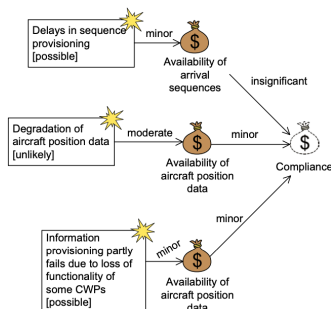 Delays in sequence
provisioning
[possible]
minor
$
Availability of
arrival
sequences
insignificant
Degradation of
aircraft position data
[unlikely]
moderate
$
Availability of
aircraft position
data
minor
$
Compliance
minor
Information
provisioning partly
fails due to loss of
functionality of
some CWPs
[possible]
minor
$
Availability of
aircraft position
data